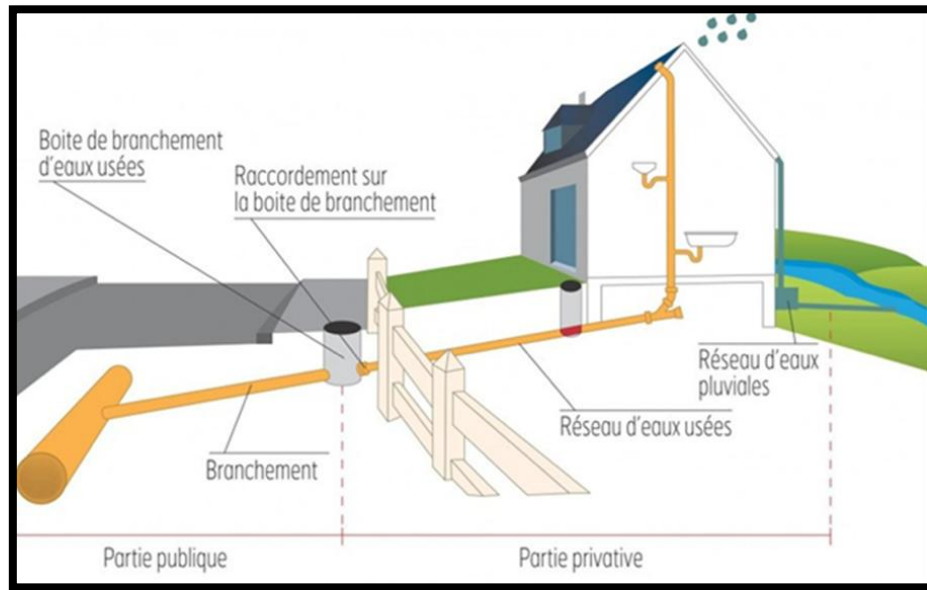 Boite de branchement
d'eaux usées
Raccordement sur
la boite de branchement
Réseau d'eaux
pluviales
Réseau d'eaux usées
Branchement
Partie publique
Partie privative